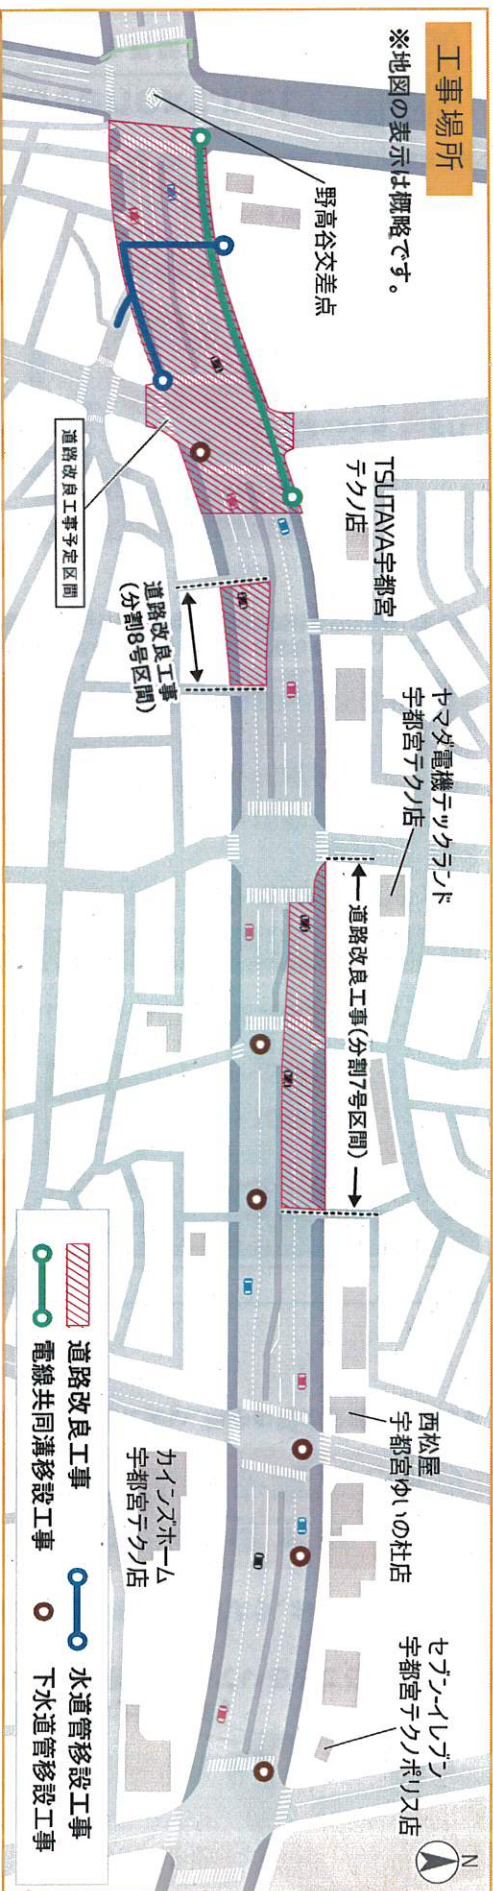 工事場所
※地図の表示は概略です。
野高谷交差点
TSUTAYA宇都宮
テクノ店
ヤマダ電機テックランド
宇都宮テクノ店
西松屋
宇都宮ゆいの杜店
セブン-イレブン
宇都宮テクノポリス店
N
道路改良工事予定区間
道路改良工事
(分割8号区間)
道路改良工事(分割7号区間)
カインズホーム
宇都宮テクノ店
道路改良工事
水道管移設工事
電線共同溝移設工事
下水道管移設工事